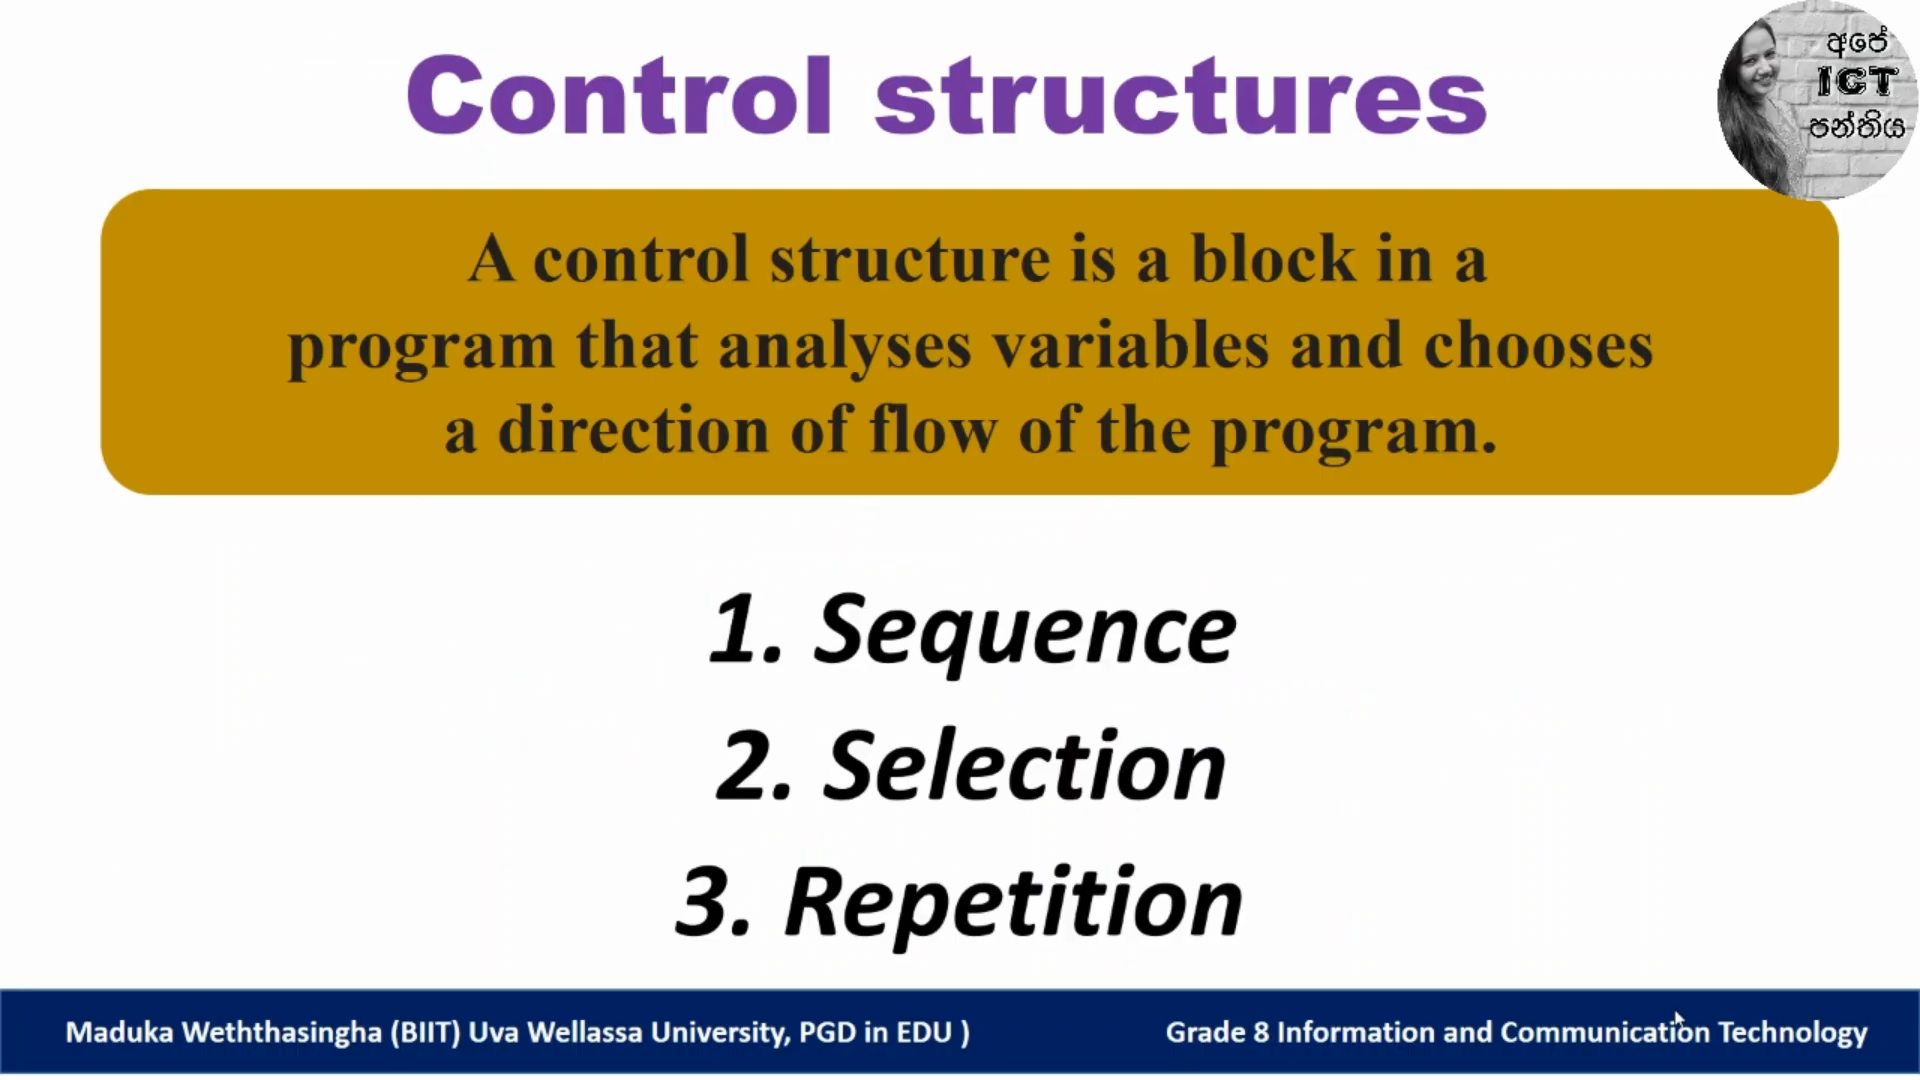 Control structures
අපේ
ICT
පන්තිය
A control structure is a block in a
program that analyses variables and chooses
a direction of flow of the program.
1. Sequence
2. Selection
3. Repetition
Maduka Weththasingha (BIIT) Uva Wellassa University, PGD in EDU )
Grade 8 Information and Communication Technology